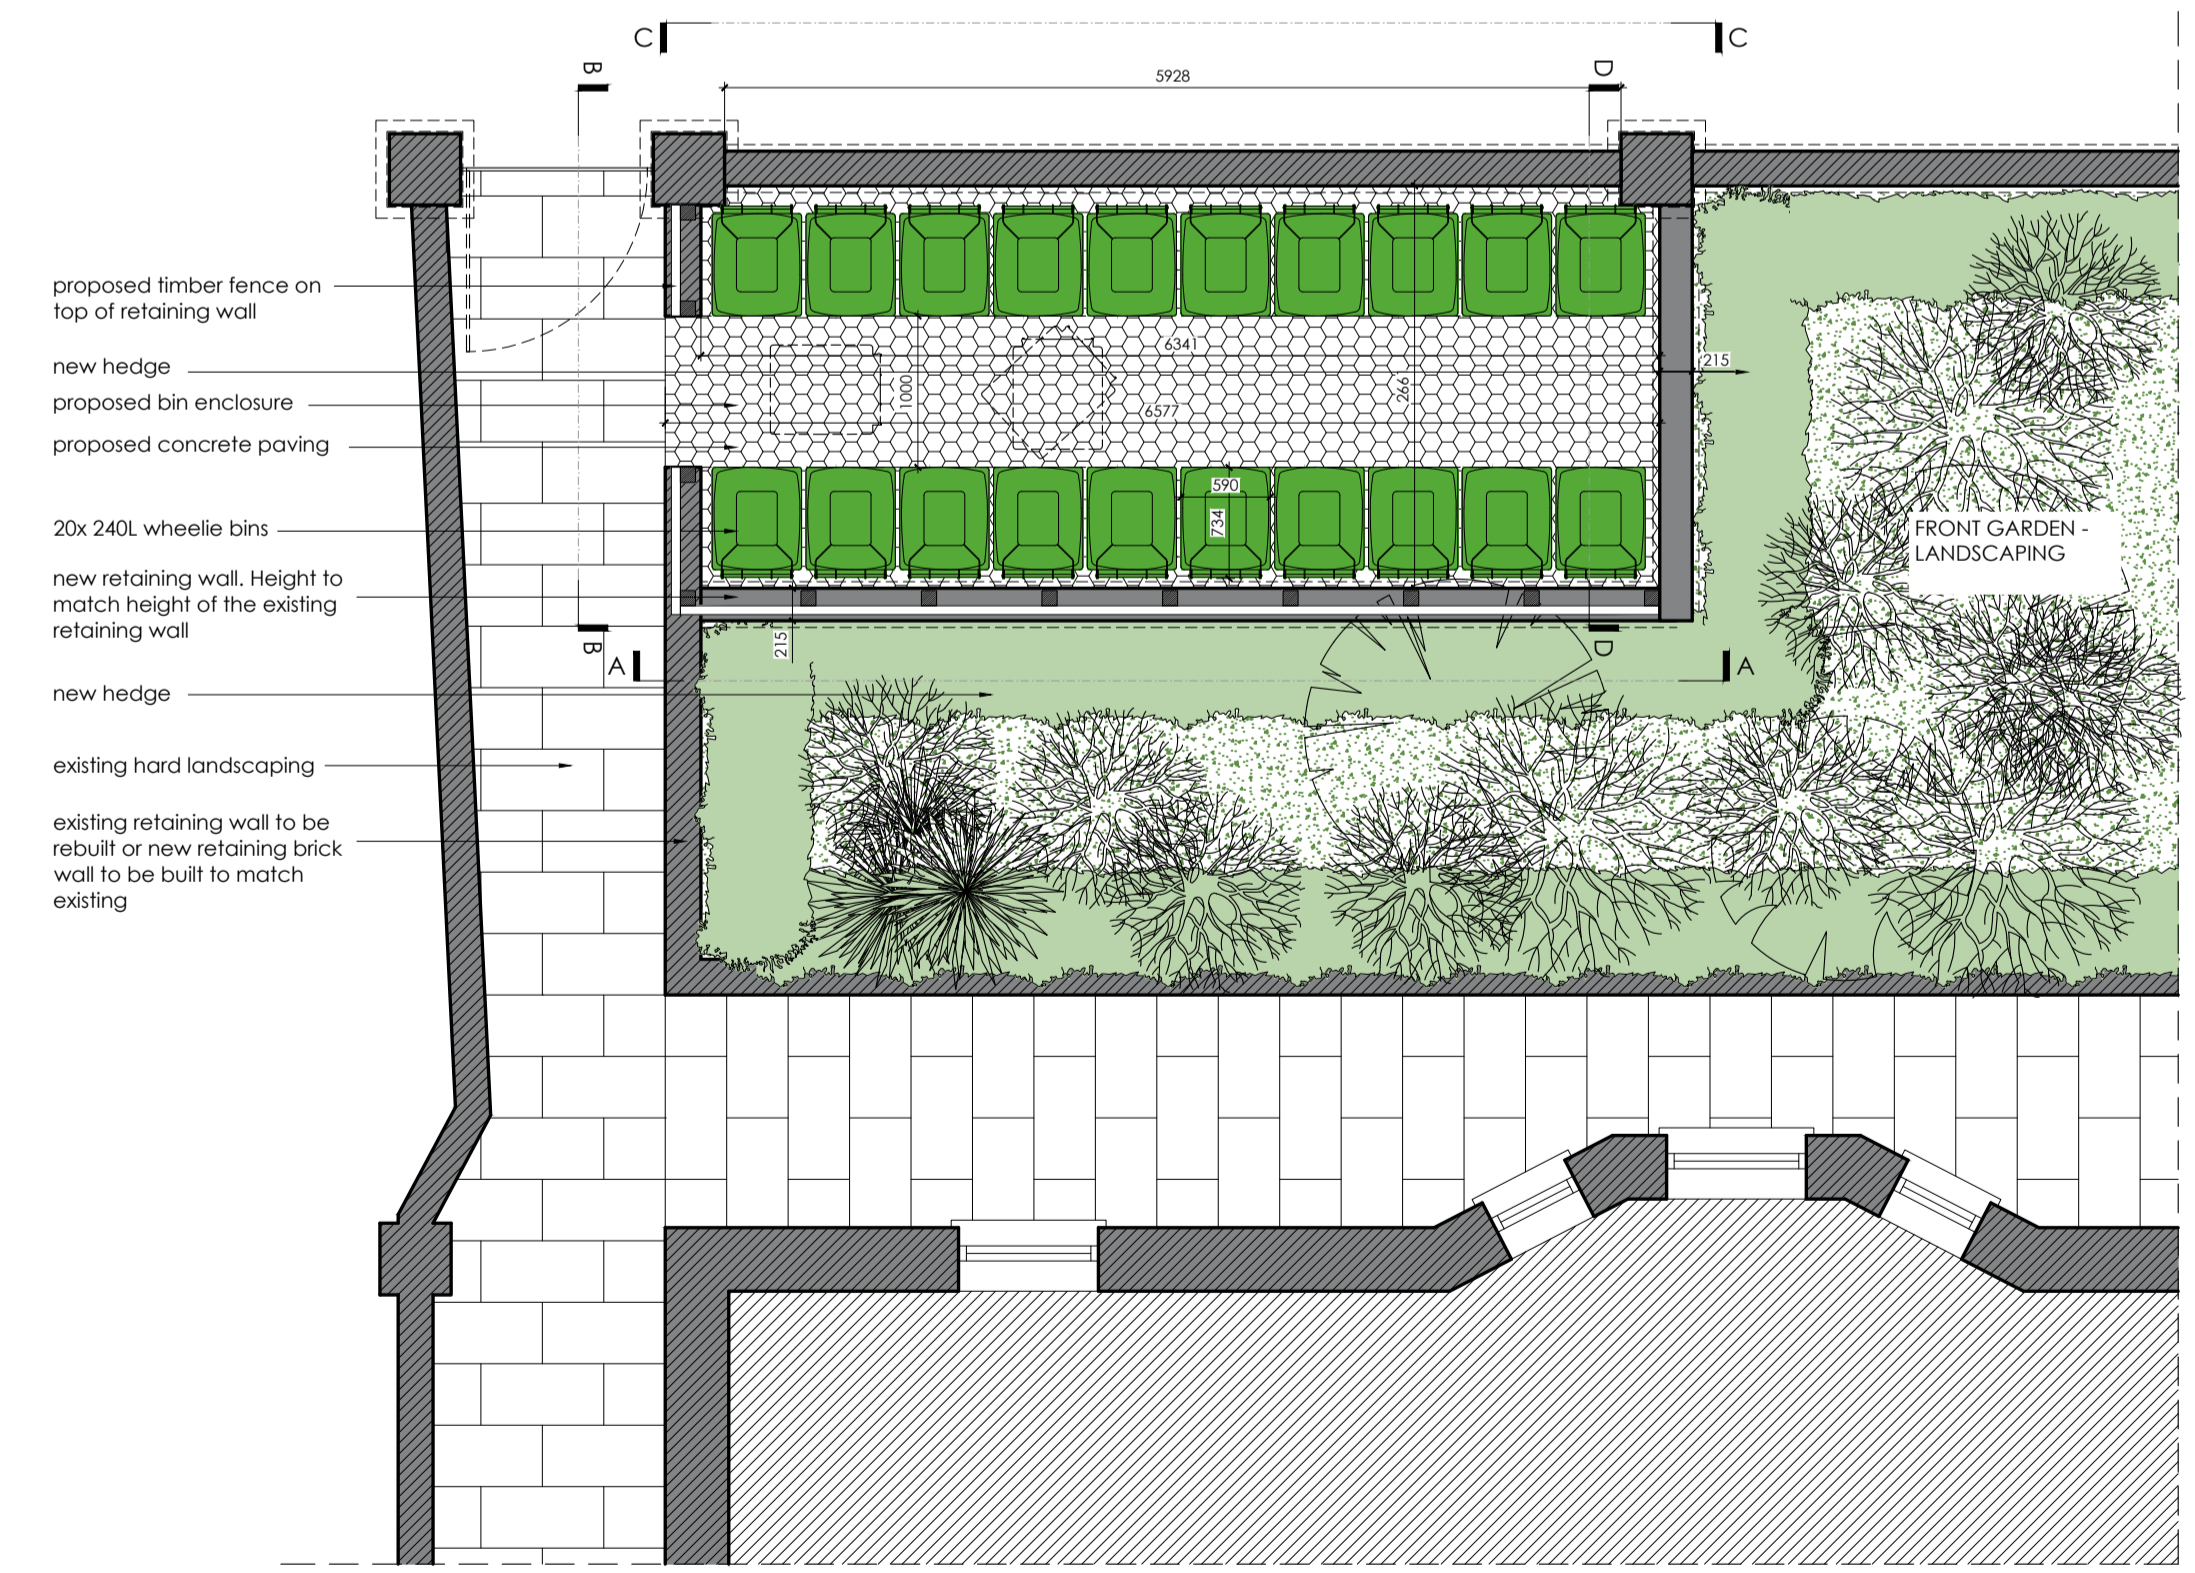 C
C
B
D
5928
proposed timber fence on
top of retaining wall
new hedge
proposed bin enclosure
proposed concrete paving
20x 240L wheelie bins
new retaining wall. Height to
match height of the existing
retaining wall
new hedge
existing hard landscaping
existing retaining wall to be
rebuilt or new retaining brick
wall to be built to match
existing
6341
215
1000
266
6577
590
734
FRONT GARDEN -
LANDSCAPING
215
B
D
A
A